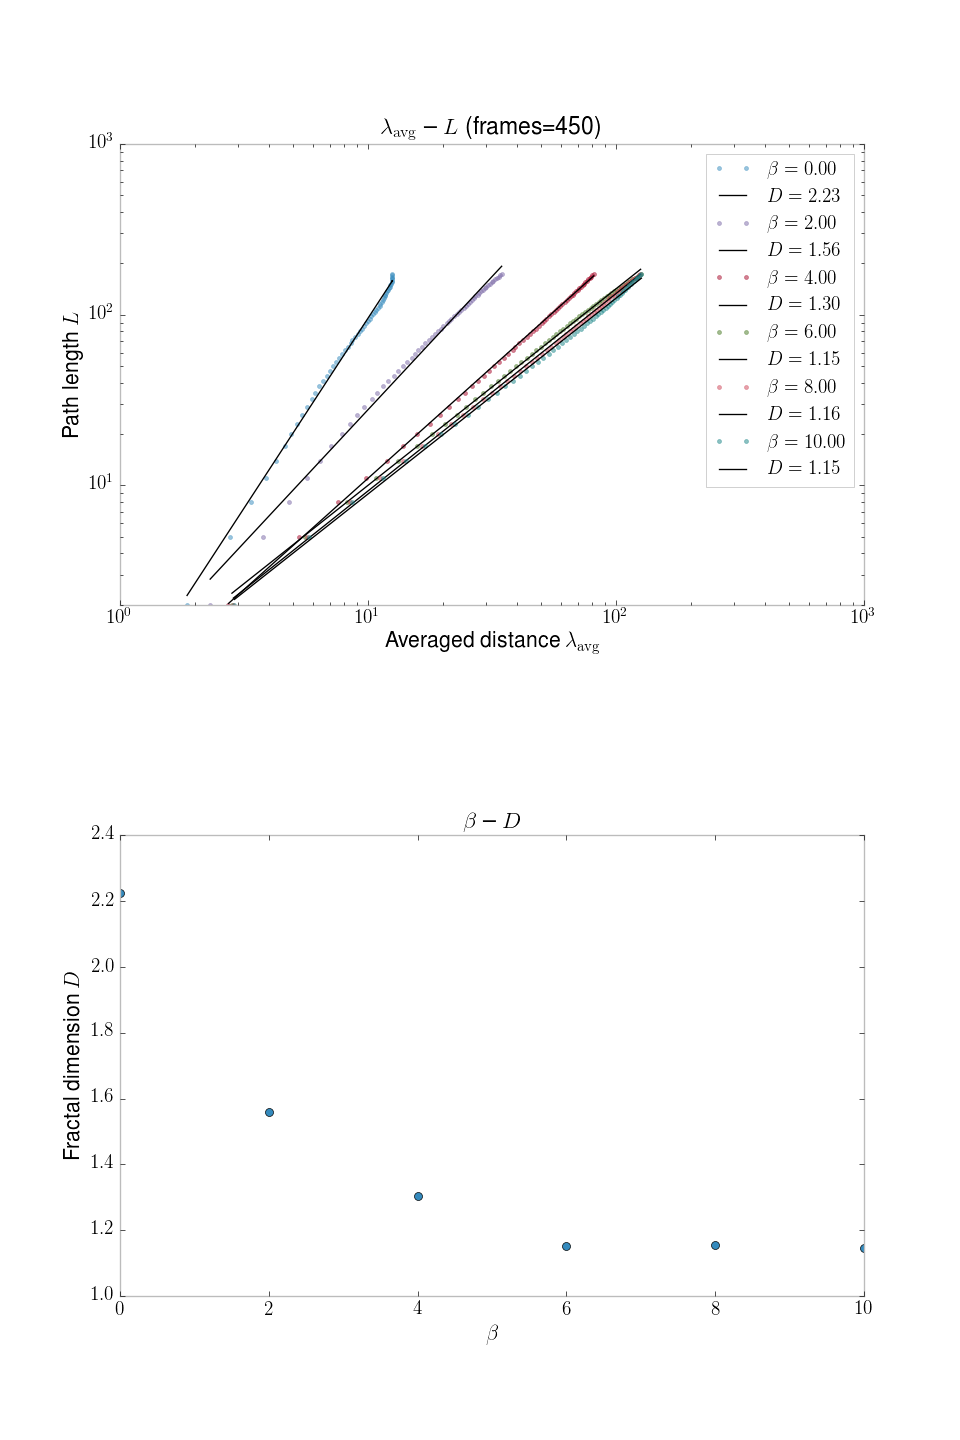 λavg − L (frames=450)
10³
10²
10¹
Path length L
β = 0.00
D = 2.23
β = 2.00
D = 1.56
β = 4.00
D = 1.30
β = 6.00
D = 1.15
β = 8.00
D = 1.16
β = 10.00
D = 1.15
10⁰ 10¹ 10² 10³
Averaged distance λavg
β − D
2.4
2.2
2.0
1.8
1.6
1.4
1.2
1.0
Fractal dimension D
0 2 4 6 8 10
β